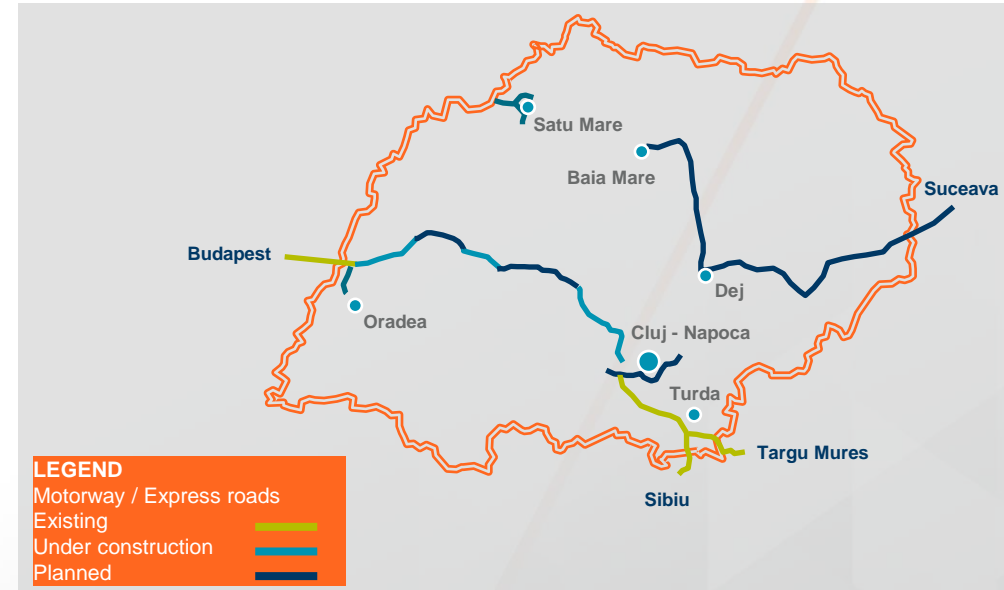 Satu Mare
Baia Mare
Suceava
Budapest
Dej
Oradea
Cluj - Napoca
Turda
Targu Mures
Sibiu
LEGEND
Motorway / Express roads
Existing
Under construction
Planned